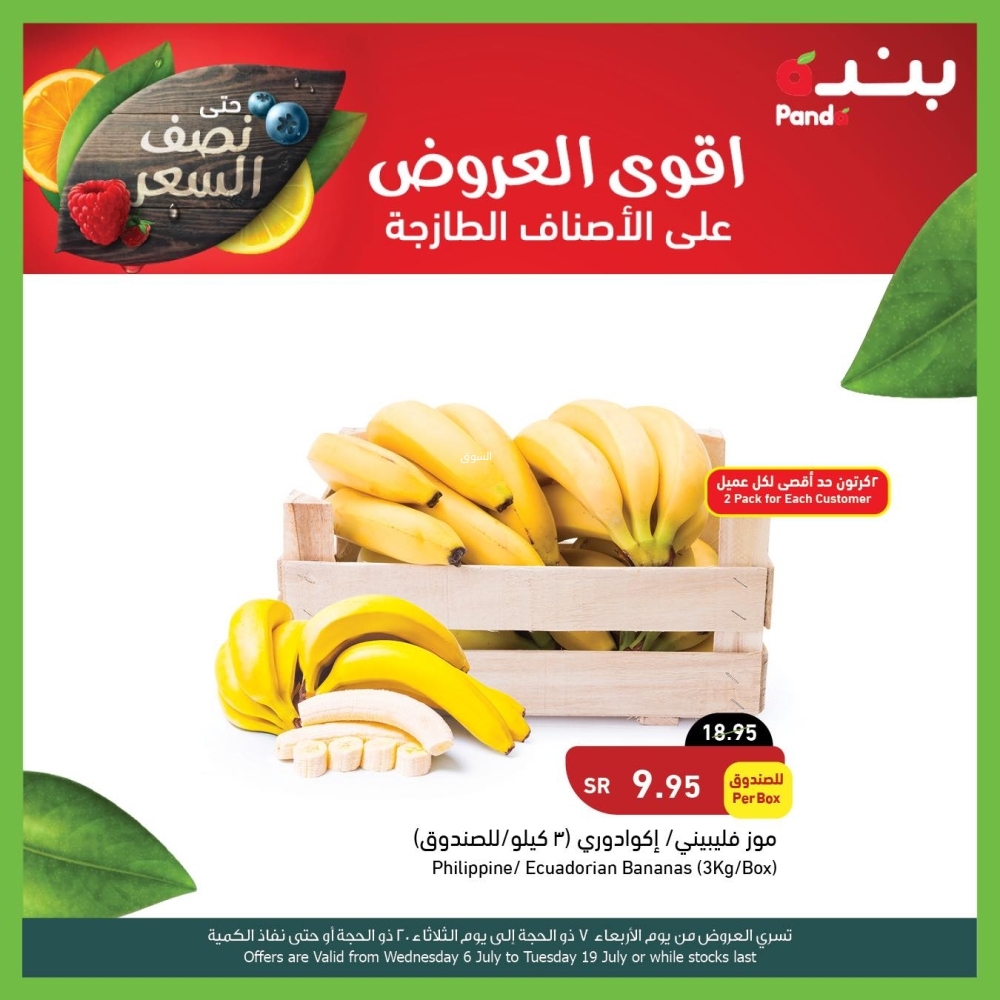 بنده
Panda
حتى
نصف
السعر
اقوى العروض
على الأصناف الطازجة
السوق
٢كرتون حد أقصى لكل عميل
2 Pack for Each Customer
18.95
SR 9.95
للصندوق
Per Box
موز فليبيني/ إكوادوري (٣ كيلو/للصندوق)
Philippine/ Ecuadorian Bananas (3Kg/Box)
تسري العروض من يوم الأربعاء ٧ ذو الحجة إلى يوم الثلاثاء ٢٠ ذو الحجة أو حتى نفاذ الكمية
Offers are Valid from Wednesday 6 July to Tuesday 19 July or while stocks last